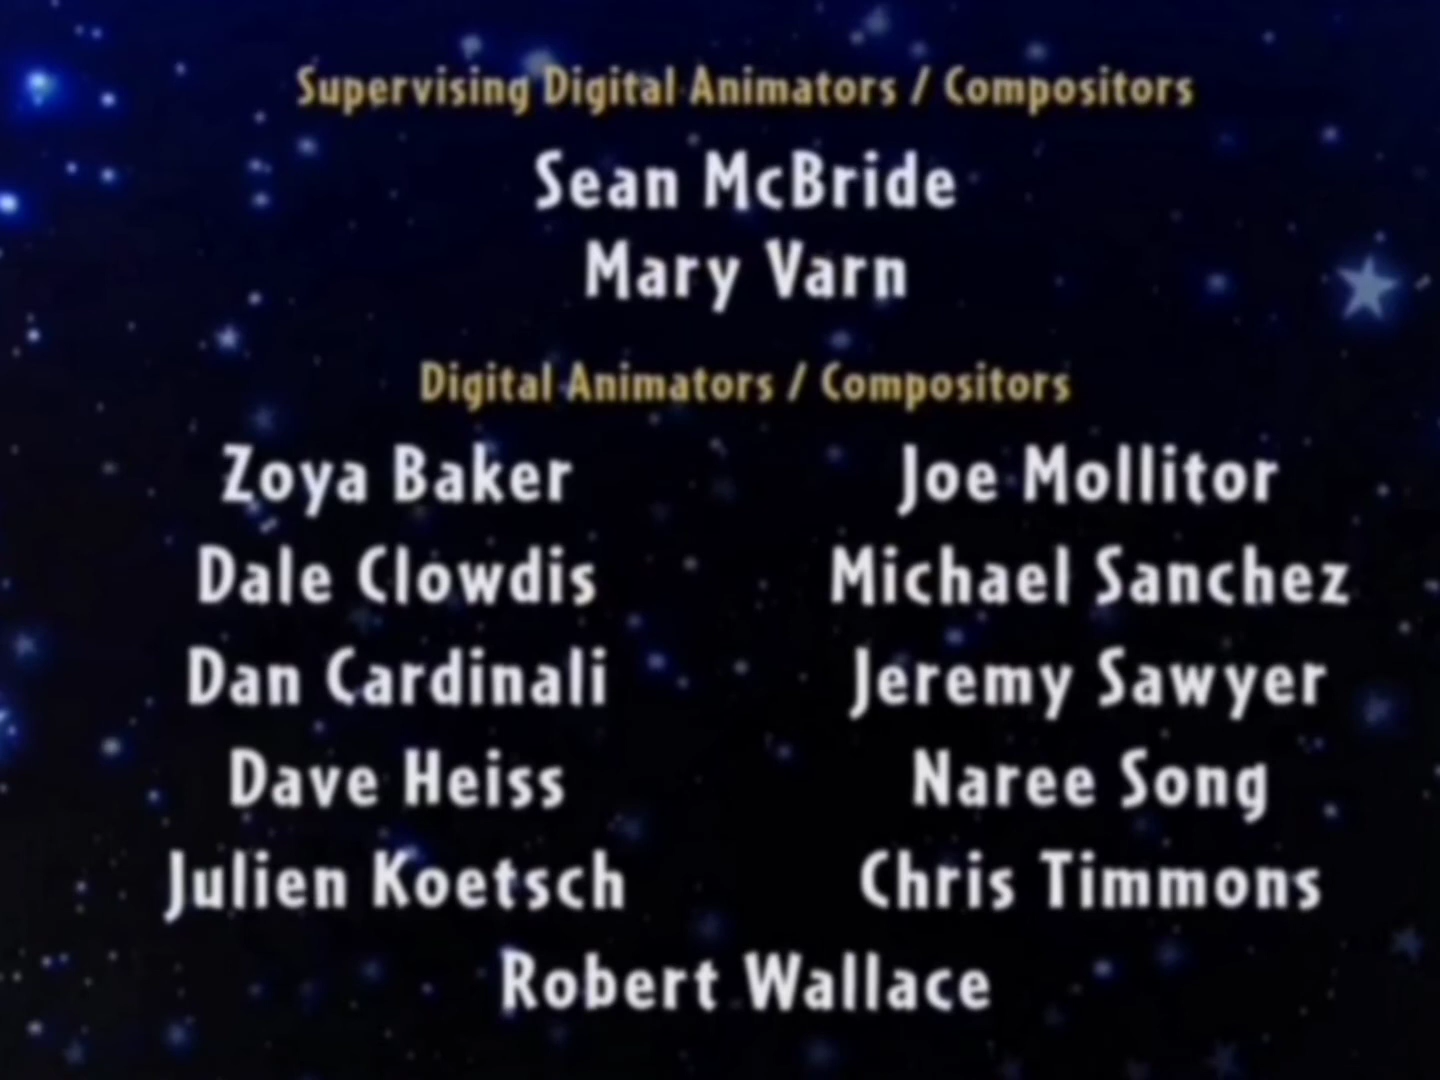 Supervising Digital Animators / Compositors
Sean McBride
Mary Varn
Digital Animators / Compositors
Zoya Baker Joe Mollitor
Dale Clowdis Michael Sanchez
Dan Cardinali Jeremy Sawyer
Dave Heiss Naree Song
Julien Koetsch Chris Timmons
Robert Wallace